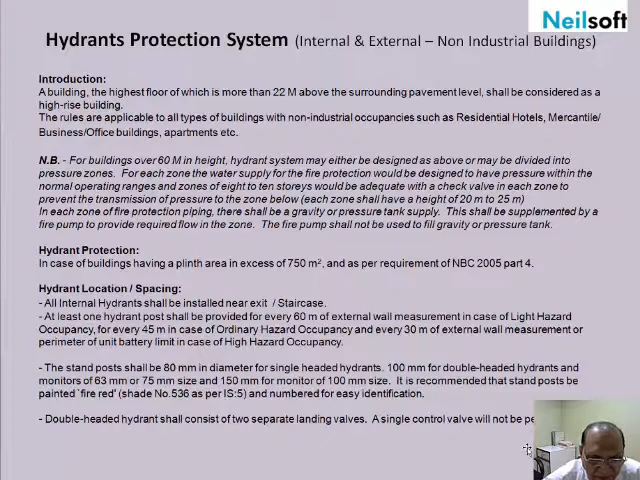 Neilsoft
Hydrants Protection System (Internal & External – Non Industrial Buildings)
Introduction:
A building, the highest floor of which is more than 22 M above the surrounding pavement level, shall be considered as a
high-rise building.
The rules are applicable to all types of buildings with non-industrial occupancies such as Residential Hotels, Mercantile/
Business/Office buildings, apartments etc.
N.B. - For buildings over 60 M in height, hydrant system may either be designed as above or may be divided into
pressure zones. For each zone the water supply for the fire protection would be designed to have pressure within the
normal operating ranges and zones of eight to ten storeys would be adequate with a check valve in each zone to
prevent the transmission of pressure to the zone below (each zone shall have a height of 20 m to 25 m)
In each zone of fire protection piping, there shall be a gravity or pressure tank supply. This shall be supplemented by a
fire pump to provide required flow in the zone. The fire pump shall not be used to fill gravity or pressure tank.
Hydrant Protection:
In case of buildings having a plinth area in excess of 750 m², and as per requirement of NBC 2005 part 4.
Hydrant Location / Spacing:
- All Internal Hydrants shall be installed near exit / Staircase.
- At least one hydrant post shall be provided for every 60 m of external wall measurement in case of Light Hazard
Occupancy, for every 45 m in case of Ordinary Hazard Occupancy and every 30 m of external wall measurement or
perimeter of unit battery limit in case of High Hazard Occupancy.
- The stand posts shall be 80 mm in diameter for single headed hydrants. 100 mm for double-headed hydrants and
monitors of 63 mm or 75 mm size and 150 mm for monitor of 100 mm size. It is recommended that stand posts be
painted `fire red' (shade No.536 as per IS:5) and numbered for easy identification.
- Double-headed hydrant shall consist of two separate landing valves. A single control valve will not be